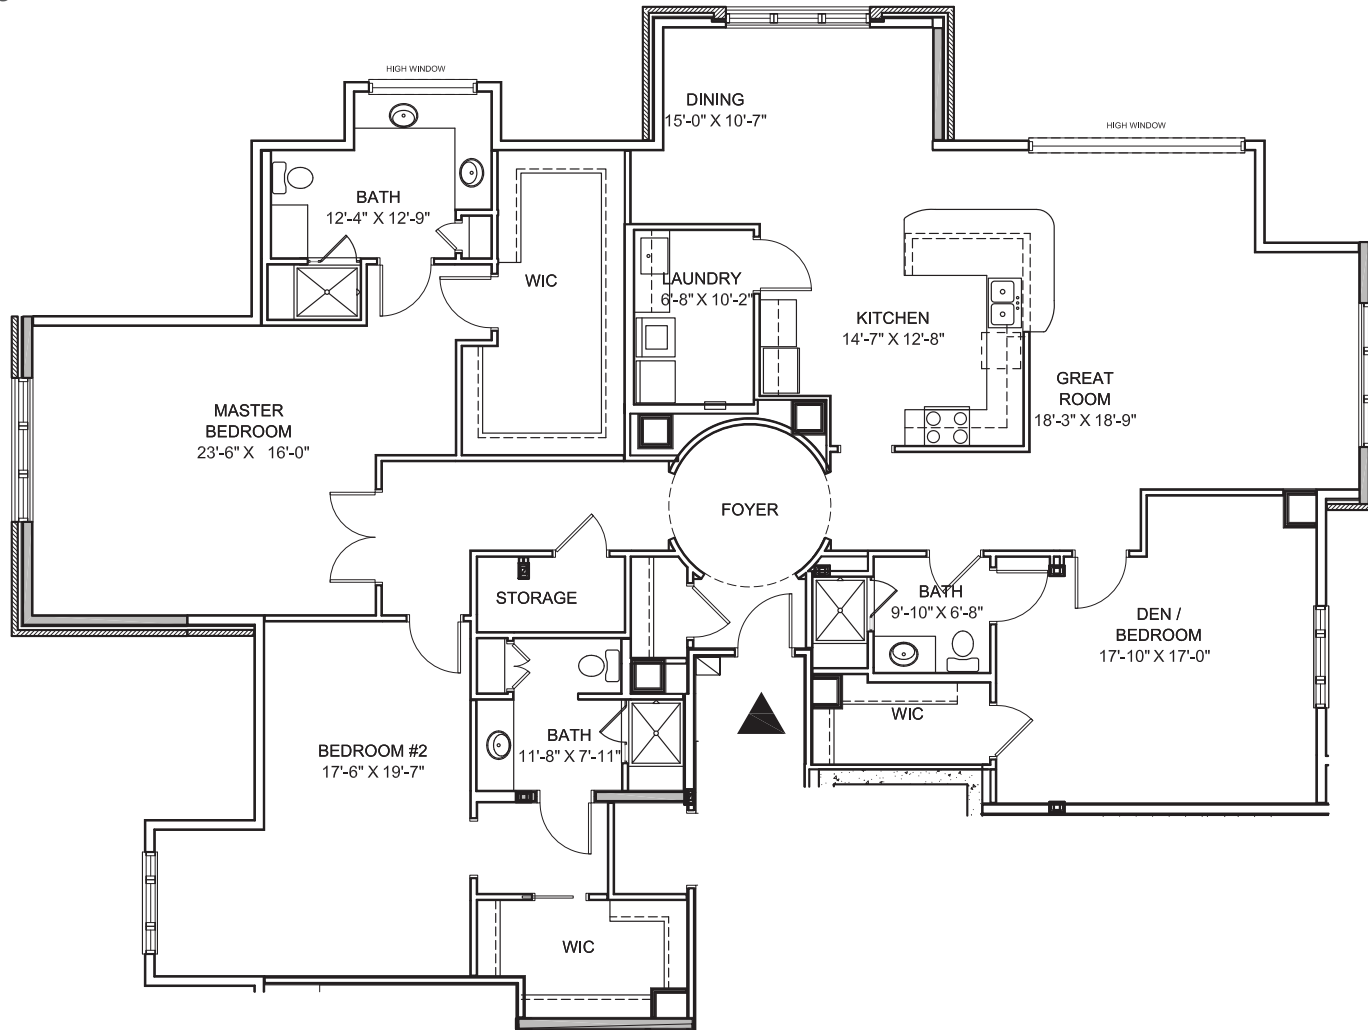 HIGH WINDOW
DINING
15'-0" X 10'-7"
HIGH WINDOW
BATH
12'-4" X 12'-9"
WIC
LAUNDRY
6'-8" X 10'-2"
KITCHEN
14'-7" X 12'-8"
GREAT
ROOM
18'-3" X 18'-9"
MASTER
BEDROOM
23'-6" X 16'-0"
FOYER
STORAGE
BATH
9'-10" X 6'-8"
DEN /
BEDROOM
17'-10" X 17'-0"
WIC
BATH
11'-8" X 7'-11"
BEDROOM #2
17'-6" X 19'-7"
WIC